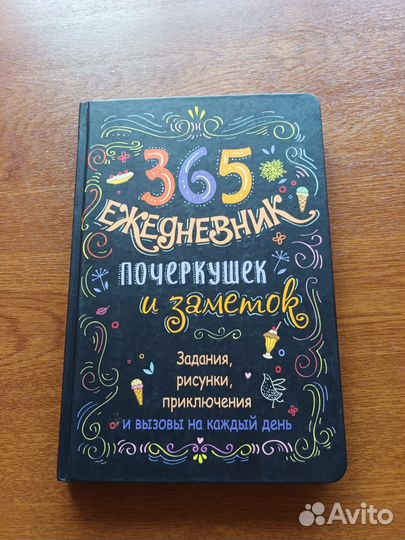 365
ЕЖЕДНЕВНИК
ПОЧЕРКУШЕК
и заметок
Задания,
рисунки,
приключения
и вызовы на каждый день
Avito